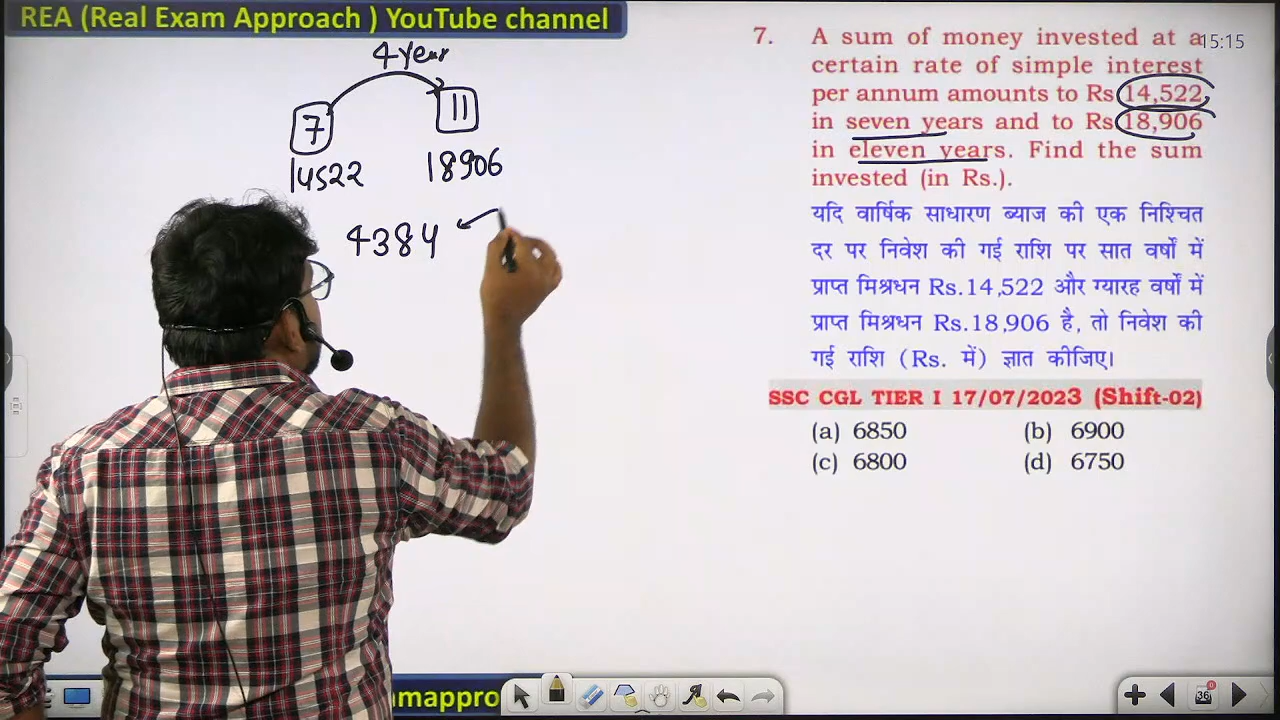 REA (Real Exam Approach ) YouTube channel
4 Year
7
11
14522
18906
4384
7. A sum of money invested at a
certain rate of simple interest
per annum amounts to Rs 14,522
in seven years and to Rs 18,906
in eleven years. Find the sum
invested (in Rs.).
15:15
यदि वार्षिक साधारण ब्याज की एक निश्चित
दर पर निवेश की गई राशि पर सात वर्षों में
प्राप्त मिश्रधन Rs.14,522 और ग्यारह वर्षों में
प्राप्त मिश्रधन Rs.18,906 है, तो निवेश की
गई राशि (Rs. में) ज्ञात कीजिए।
SSC CGL TIER I 17/07/2023 (Shift-02)
(a) 6850 (b) 6900
(c) 6800 (d) 6750
mappro
36
0